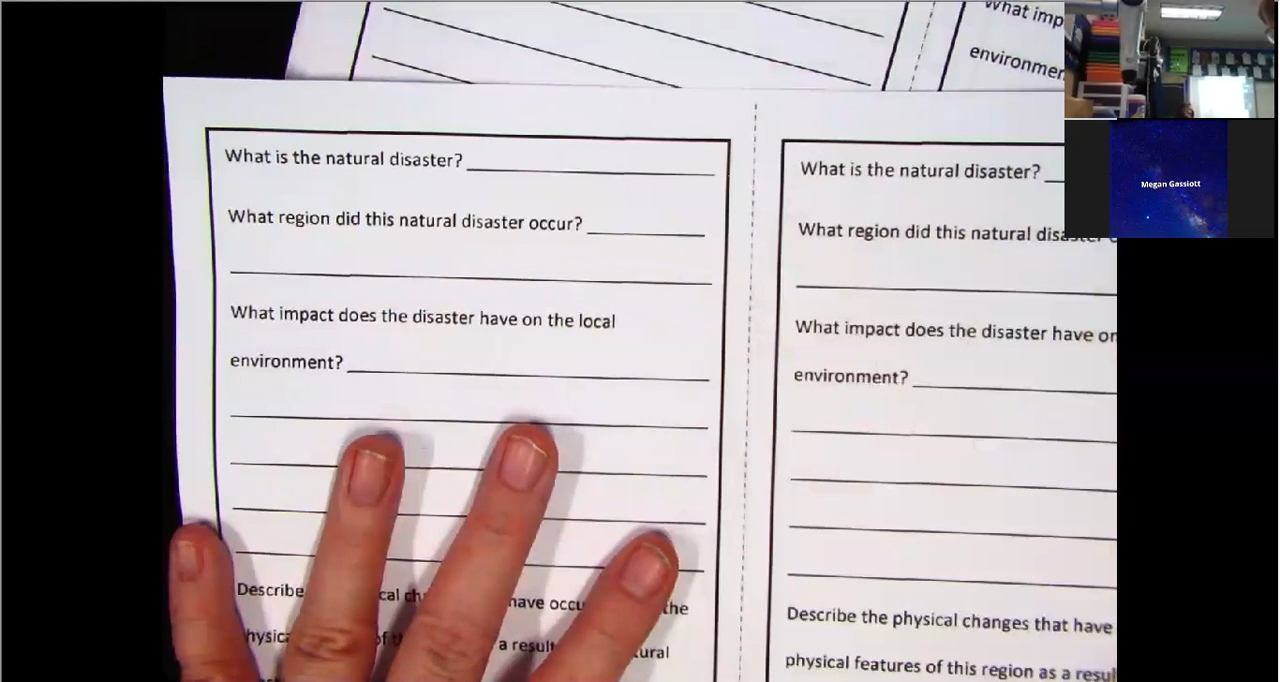 What imp
environmen
What is the natural disaster?
What region did this natural disaster occur?
What impact does the disaster have on the local
environment?
Describe have occu the
a result
What is the natural disaster?
What region did this natural disaster
What impact does the disaster have on
environment?
Describe the physical changes that have
physical features of this region as a resul
Megan Gassiott